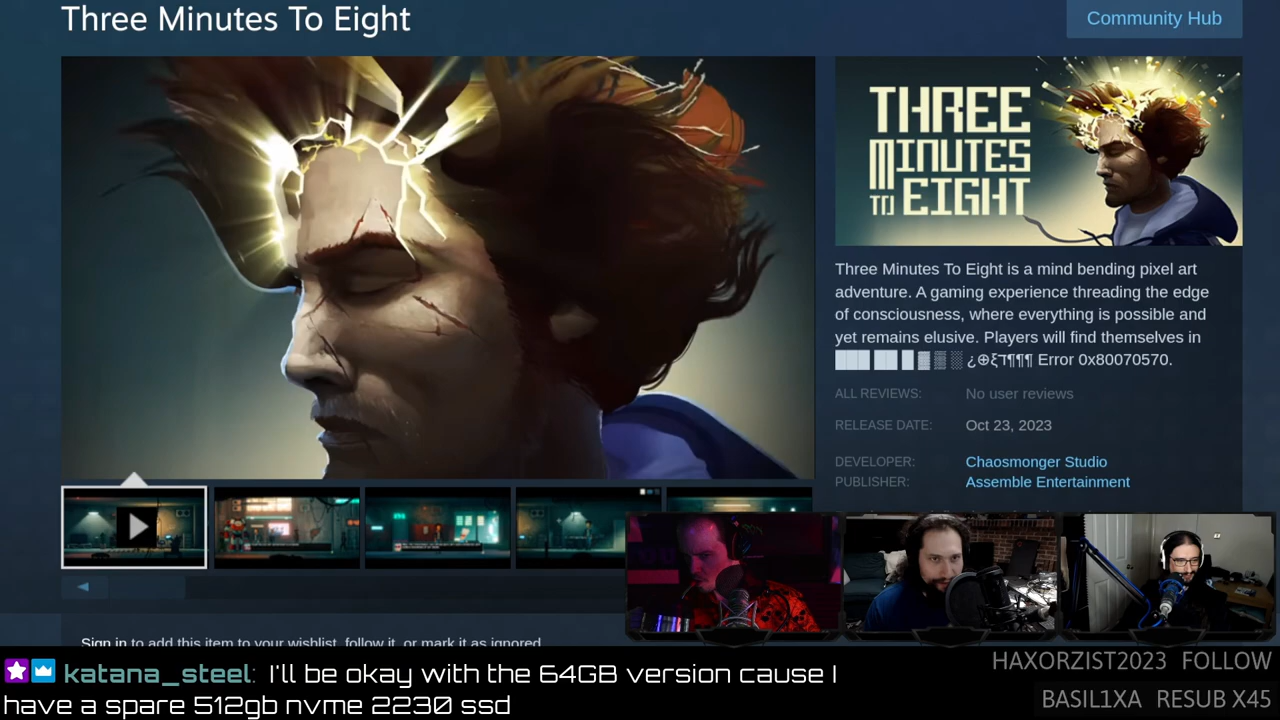 Three Minutes To Eight
Community Hub
THREE
MINUTES
TO EIGHT
Three Minutes To Eight is a mind bending pixel art
adventure. A gaming experience threading the edge
of consciousness, where everything is possible and
yet remains elusive. Players will find themselves in
███ ██ █ ▓ ▒ ░ ¿⊕ξד¶¶¶ Error 0x80070570.
ALL REVIEWS: No user reviews
RELEASE DATE: Oct 23, 2023
DEVELOPER: Chaosmonger Studio
PUBLISHER: Assemble Entertainment
Sign in to add this item to your wishlist, follow it, or mark it as ignored
katana_steel: I'll be okay with the 64GB version cause I
have a spare 512gb nvme 2230 ssd
HAXORZIST2023 FOLLOW
BASIL1XA RESUB X45